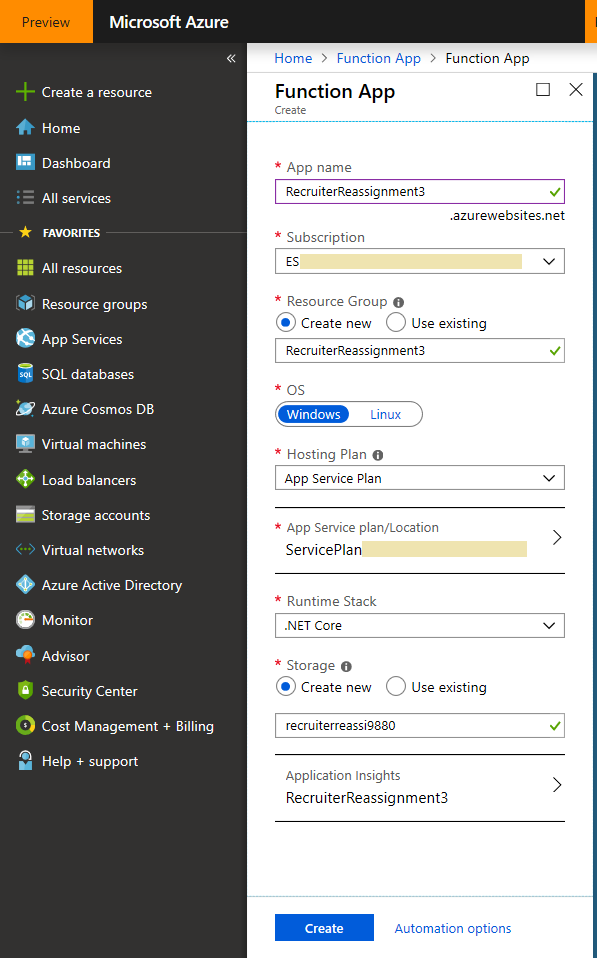 Preview
Microsoft Azure
«
Create a resource
Home
Dashboard
All services
FAVORITES
All resources
Resource groups
App Services
SQL databases
Azure Cosmos DB
Virtual machines
Load balancers
Storage accounts
Virtual networks
Azure Active Directory
Monitor
Advisor
Security Center
Cost Management + Billing
Help + support
Home > Function App > Function App
Function App
Create
* App name
RecruiterReassignment3
.azurewebsites.net
* Subscription
ES
* Resource Group
Create new Use existing
RecruiterReassignment3
* OS
Windows Linux
* Hosting Plan
App Service Plan
* App Service plan/Location
ServicePlan
* Runtime Stack
.NET Core
* Storage
Create new Use existing
recruiterreassi9880
Application Insights
RecruiterReassignment3
Create Automation options